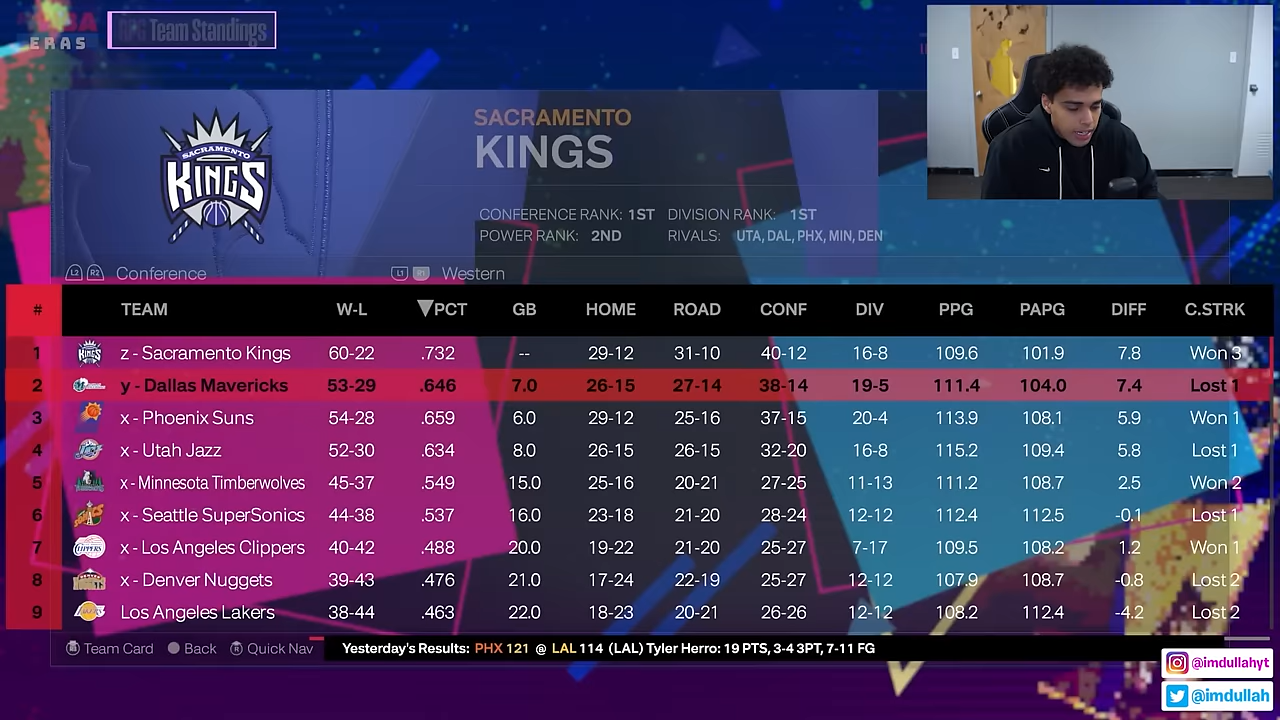 ERAS
Team Standings
SACRAMENTO
KINGS
SACRAMENTO
KINGS
CONFERENCE RANK: 1ST DIVISION RANK: 1ST
POWER RANK: 2ND RIVALS: UTA, DAL, PHX, MIN, DEN
L2 R2 Conference L1 R1 Western
# TEAM W-L ▼PCT GB HOME ROAD CONF DIV PPG PAPG DIFF C.STRK
1 z - Sacramento Kings 60-22 .732 -- 29-12 31-10 40-12 16-8 109.6 101.9 7.8 Won 3
2 y - Dallas Mavericks 53-29 .646 7.0 26-15 27-14 38-14 19-5 111.4 104.0 7.4 Lost 1
3 x - Phoenix Suns 54-28 .659 6.0 29-12 25-16 37-15 20-4 113.9 108.1 5.9 Won 1
4 x - Utah Jazz 52-30 .634 8.0 26-15 26-15 32-20 16-8 115.2 109.4 5.8 Lost 1
5 x - Minnesota Timberwolves 45-37 .549 15.0 25-16 20-21 27-25 11-13 111.2 108.7 2.5 Won 2
6 x - Seattle SuperSonics 44-38 .537 16.0 23-18 21-20 28-24 12-12 112.4 112.5 -0.1 Lost 1
7 x - Los Angeles Clippers 40-42 .488 20.0 19-22 21-20 25-27 7-17 109.5 108.2 1.2 Won 1
8 x - Denver Nuggets 39-43 .476 21.0 17-24 22-19 25-27 12-12 107.9 108.7 -0.8 Lost 2
9 Los Angeles Lakers 38-44 .463 22.0 18-23 20-21 26-26 12-12 108.2 112.4 -4.2 Lost 2
Team Card Back R Quick Nav
Yesterday's Results: PHX 121 @ LAL 114 (LAL) Tyler Herro: 19 PTS, 3-4 3PT, 7-11 FG
@imdullahyt
@imdullah